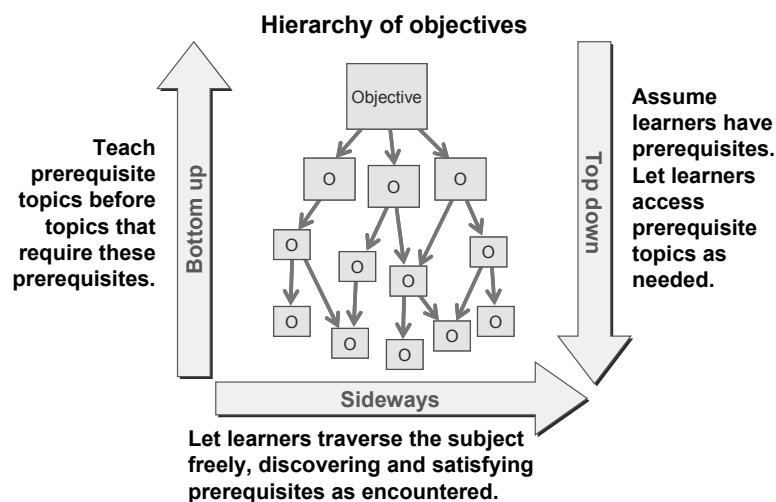 Hierarchy of objectives
Teach
prerequisite
topics before
topics that
require these
prerequisites.
Bottom up
Objective
O
O
O
O
O
O
O
O
O
O
O
O
Top down
Assume
learners have
prerequisites.
Let learners
access
prerequisite
topics as
needed.
Sideways
Let learners traverse the subject
freely, discovering and satisfying
prerequisites as encountered.